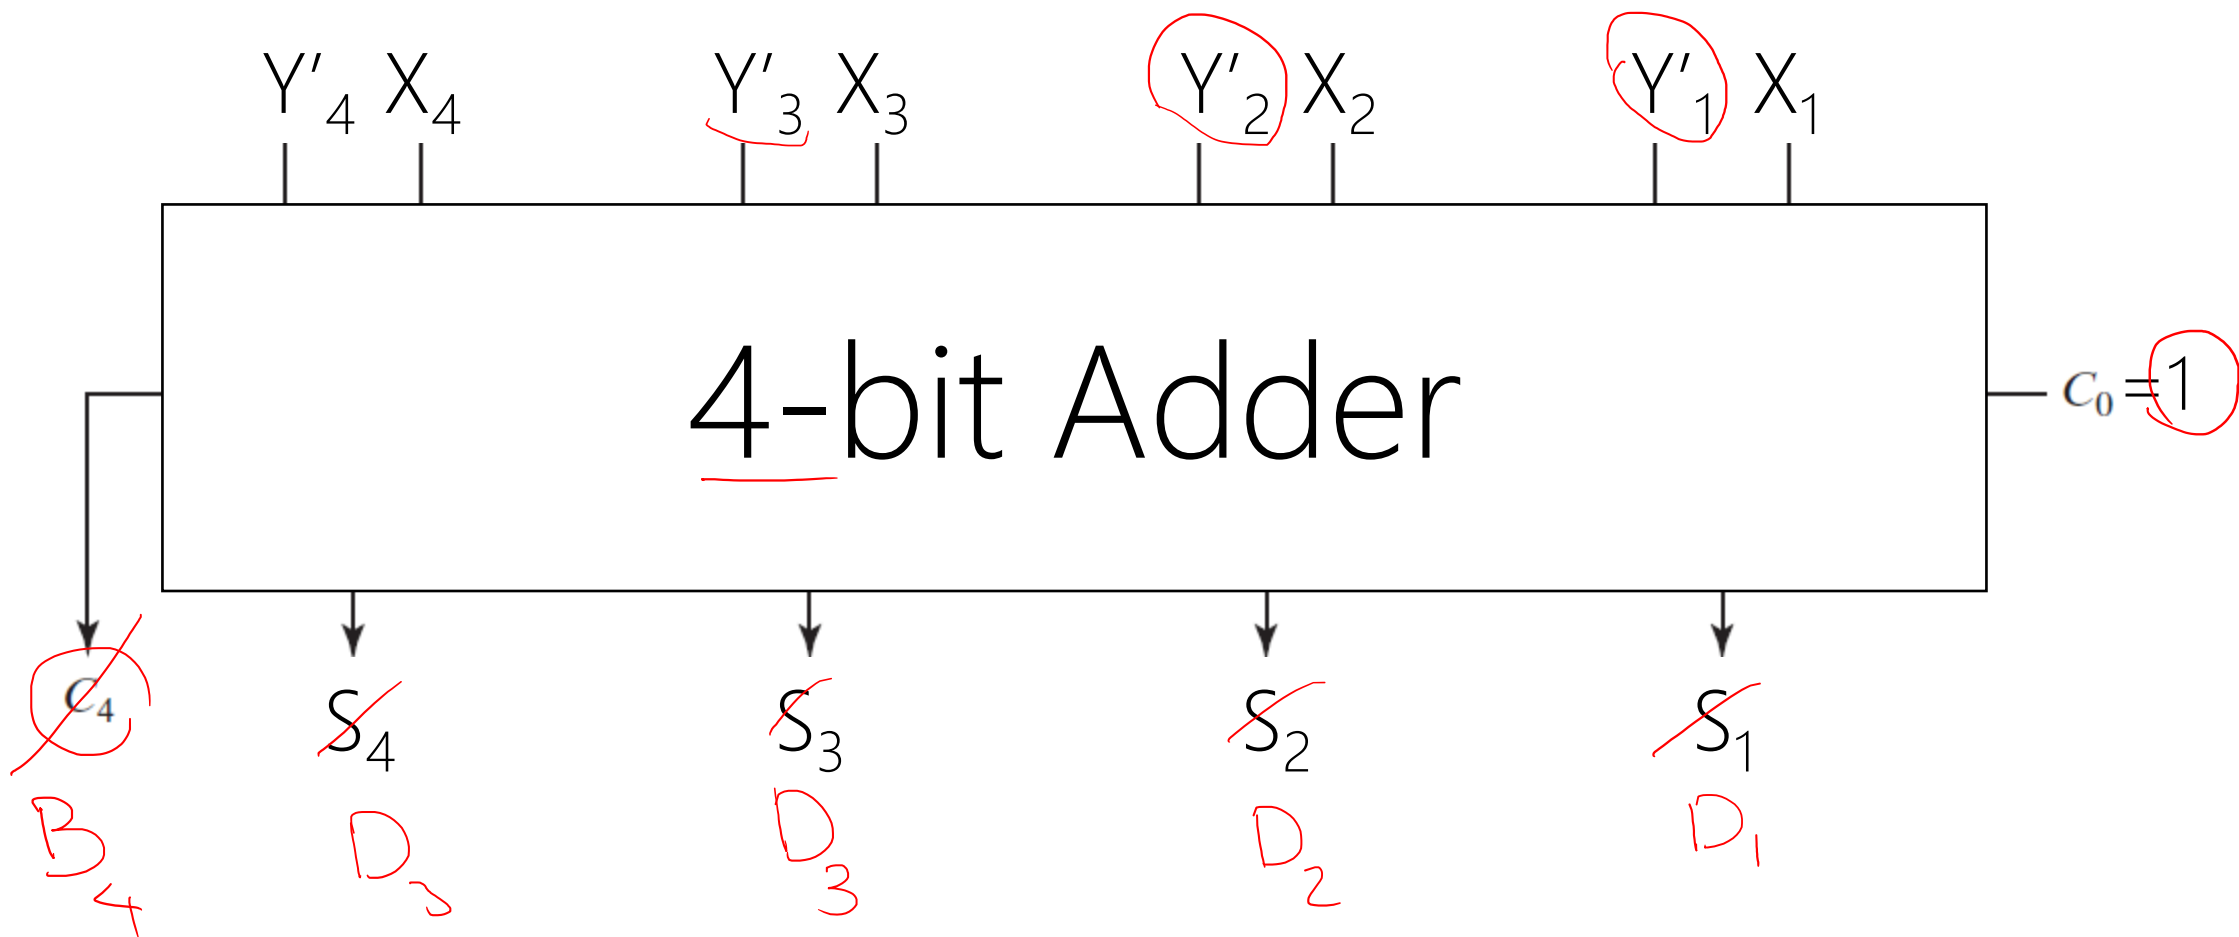 Y′4 X4 Y′3 X3 Y′2 X2 Y′1 X1
4-bit Adder
C0 = 1
C4 S4 S3 S2 S1
B4 D3 D3 D2 D1